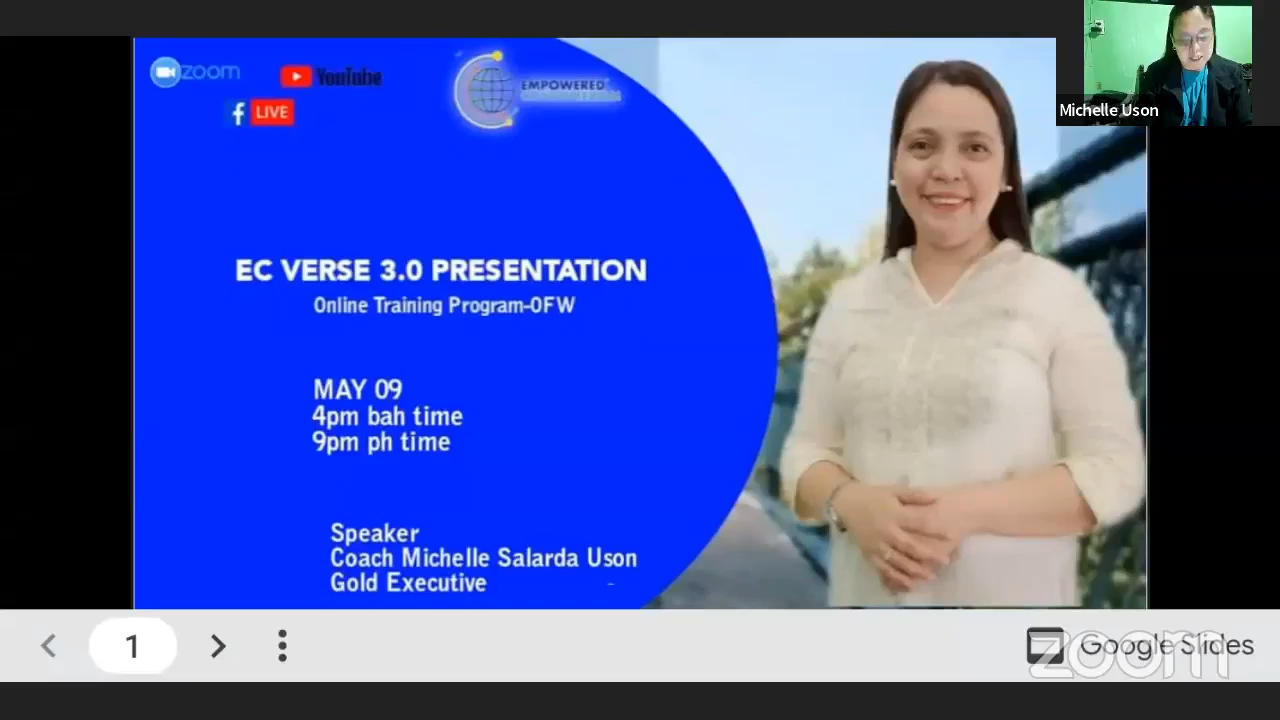 zoom
YouTube
LIVE
EMPOWERED
Michelle Uson
EC VERSE 3.0 PRESENTATION
Online Training Program-OFW
MAY 09
4pm bah time
9pm ph time
Speaker
Coach Michelle Salarda Uson
Gold Executive
1
Google Slides
zoom